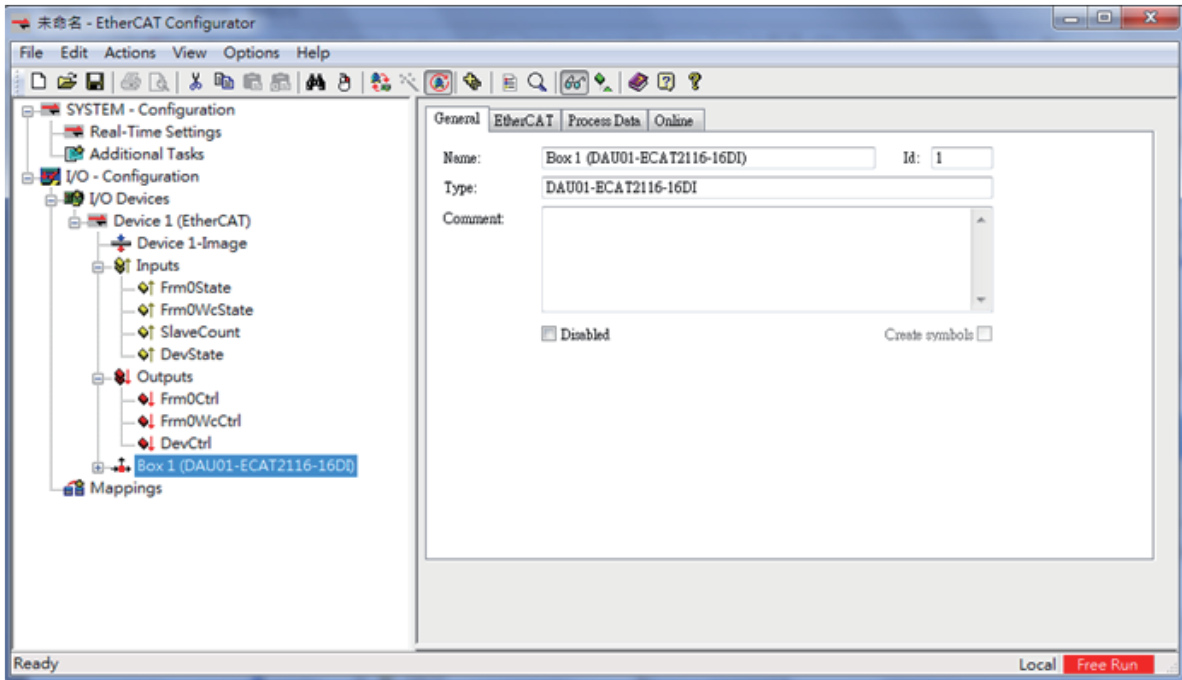 未命名 - EtherCAT Configurator
File Edit Actions View Options Help
SYSTEM - Configuration
Real-Time Settings
Additional Tasks
I/O - Configuration
I/O Devices
Device 1 (EtherCAT)
Device 1-Image
Inputs
Frm0State
Frm0WcState
SlaveCount
DevState
Outputs
Frm0Ctrl
Frm0WcCtrl
DevCtrl
Box 1 (DAU01-ECAT2116-16DI)
Mappings
General EtherCAT Process Data Online
Name: Box 1 (DAU01-ECAT2116-16DI) Id: 1
Type: DAU01-ECAT2116-16DI
Comment:
Disabled Create symbols
Ready Local Free Run